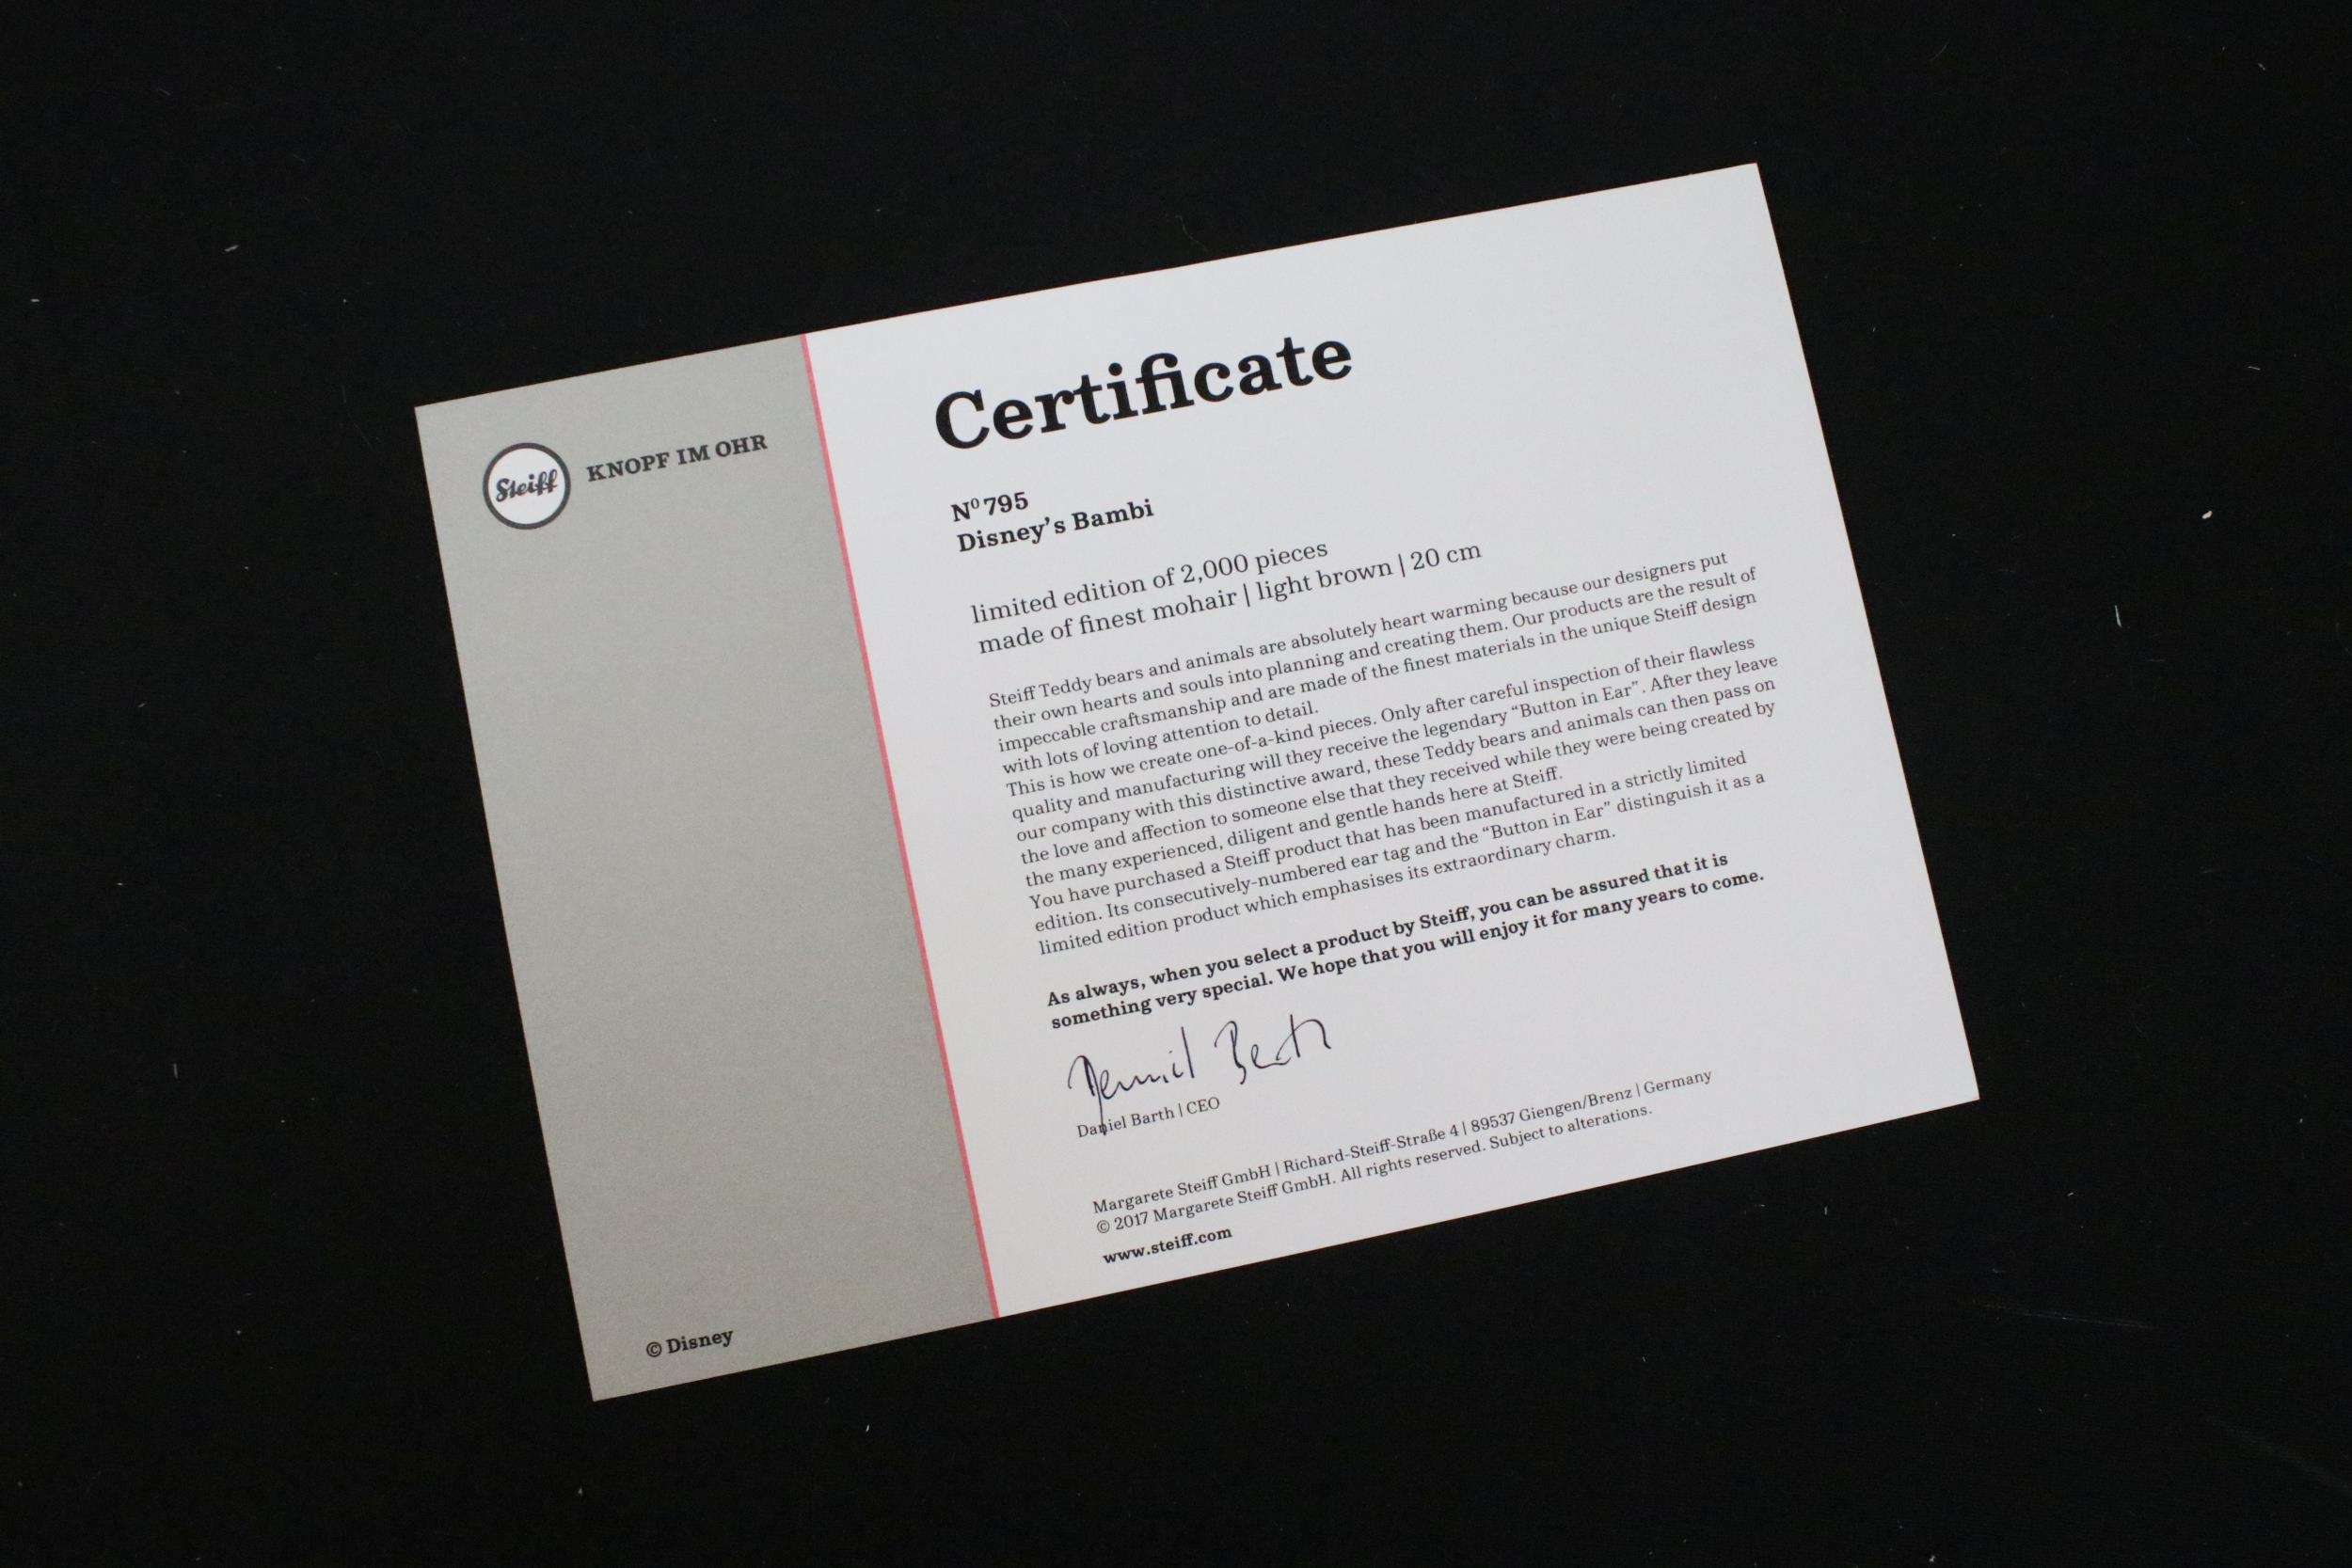 Steiff
KNOPF IM OHR
Certificate
Nº 795
Disney's Bambi
limited edition of 2,000 pieces
made of finest mohair | light brown | 20 cm
Steiff Teddy bears and animals are absolutely heart warming because our designers put
their own hearts and souls into planning and creating them. Our products are the result of
impeccable craftsmanship and are made of the finest materials in the unique Steiff design
with lots of loving attention to detail.
This is how we create one-of-a-kind pieces. Only after careful inspection of their flawless
quality and manufacturing will they receive the legendary “Button in Ear”. After they leave
our company with this distinctive award, these Teddy bears and animals can then pass on
the love and affection to someone else that they received while they were being created by
the many experienced, diligent and gentle hands here at Steiff.
You have purchased a Steiff product that has been manufactured in a strictly limited
edition. Its consecutively-numbered ear tag and the “Button in Ear” distinguish it as a
limited edition product which emphasises its extraordinary charm.
As always, when you select a product by Steiff, you can be assured that it is
something very special. We hope that you will enjoy it for many years to come.
Daniel Barth
Daniel Barth | CEO
Margarete Steiff GmbH | Richard-Steiff-Straße 4 | 89537 Giengen/Brenz | Germany
© 2017 Margarete Steiff GmbH. All rights reserved. Subject to alterations.
www.steiff.com
© Disney